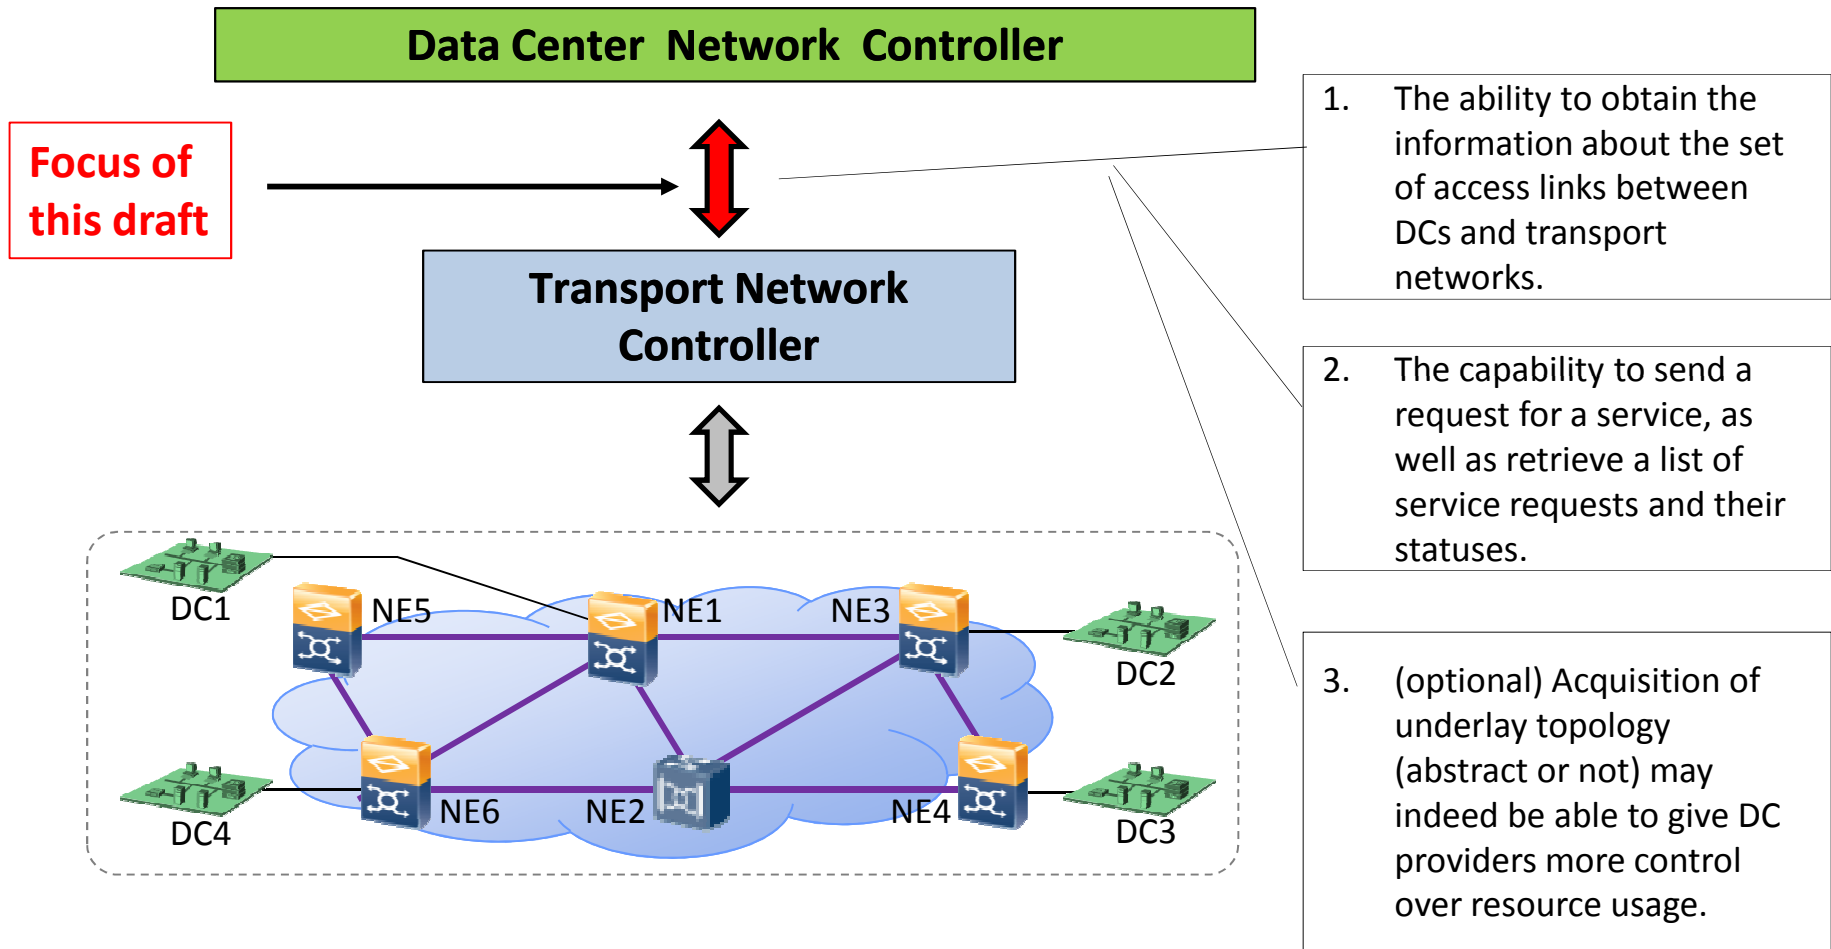 Data Center Network Controller
Focus of
this draft
Transport Network
Controller
1. The ability to obtain the
information about the set
of access links between
DCs and transport
networks.
2. The capability to send a
request for a service, as
well as retrieve a list of
service requests and their
statuses.
3. (optional) Acquisition of
underlay topology
(abstract or not) may
indeed be able to give DC
providers more control
over resource usage.
DC1
NE5
NE1
NE3
DC2
DC4
NE6
NE2
NE4
DC3